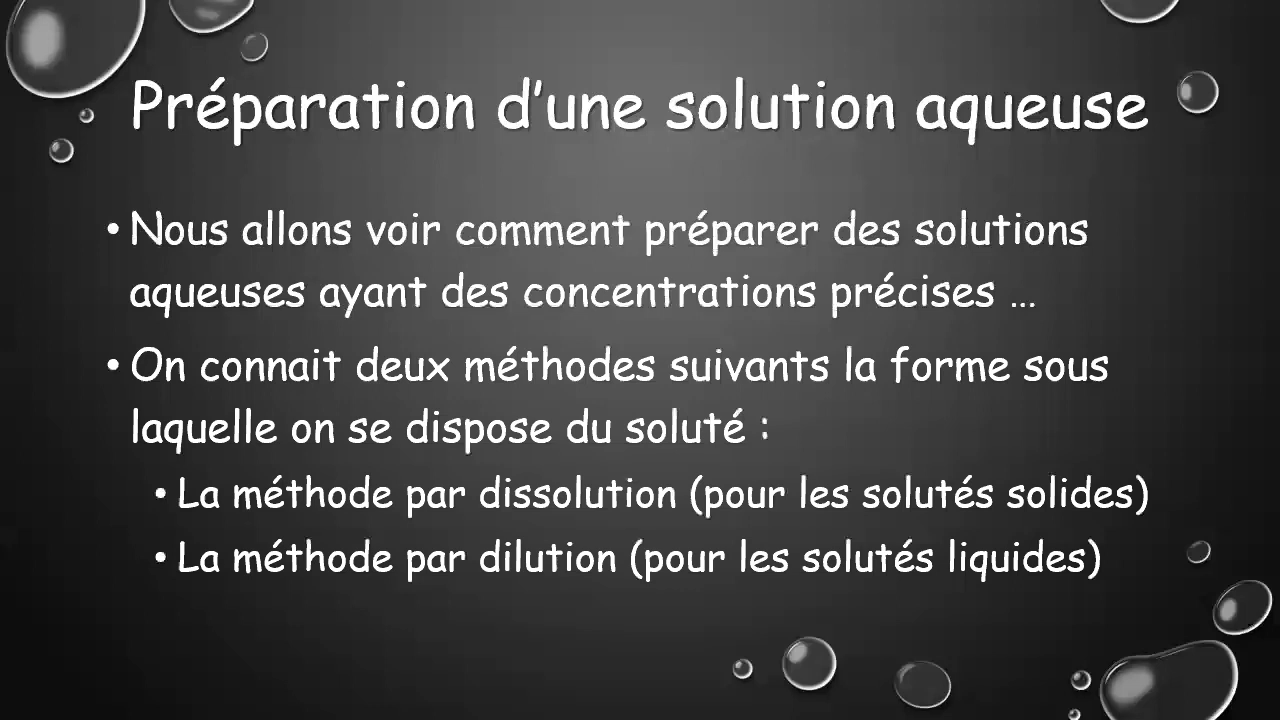 Préparation d’une solution aqueuse
• Nous allons voir comment préparer des solutions
aqueuses ayant des concentrations précises …
• On connait deux méthodes suivants la forme sous
laquelle on se dispose du soluté :
• La méthode par dissolution (pour les solutés solides)
• La méthode par dilution (pour les solutés liquides)